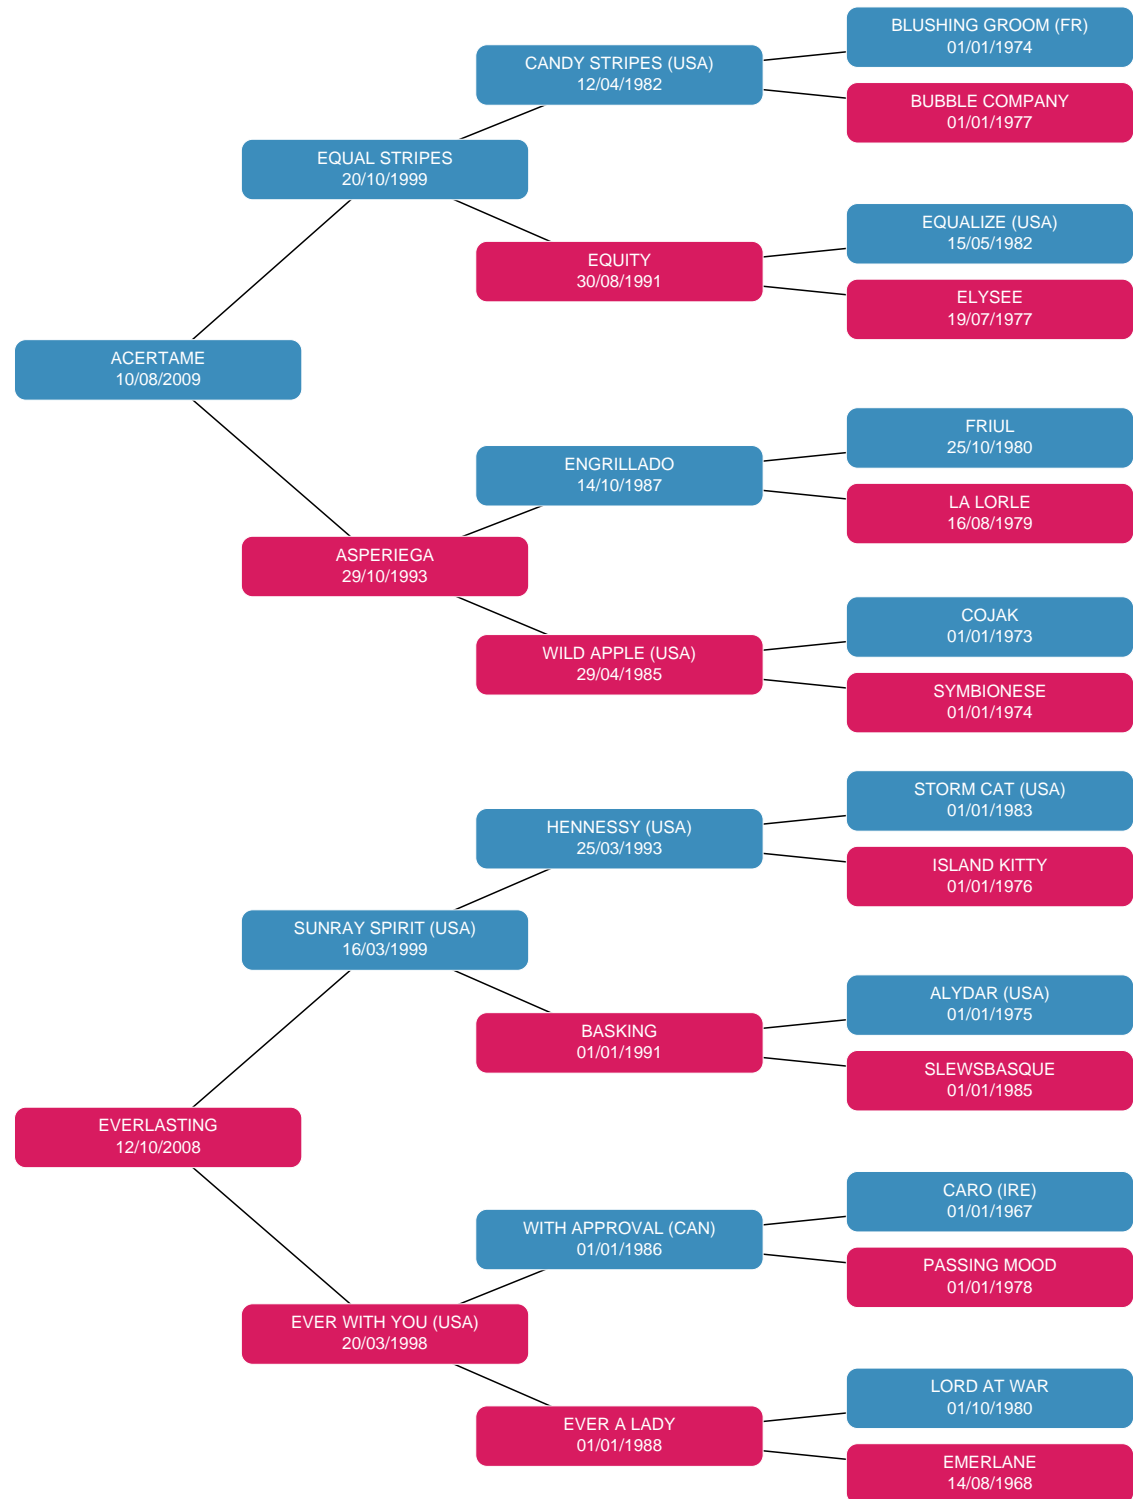 BLUSHING GROOM (FR)
01/01/1974
CANDY STRIPES (USA)
12/04/1982
BUBBLE COMPANY
01/01/1977
EQUAL STRIPES
20/10/1999
EQUALIZE (USA)
15/05/1982
EQUITY
30/08/1991
ELYSEE
19/07/1977
ACERTAME
10/08/2009
FRIUL
25/10/1980
ENGRILLADO
14/10/1987
LA LORLE
16/08/1979
ASPERIEGA
29/10/1993
COJAK
01/01/1973
WILD APPLE (USA)
29/04/1985
SYMBIONESE
01/01/1974
STORM CAT (USA)
01/01/1983
HENNESSY (USA)
25/03/1993
ISLAND KITTY
01/01/1976
SUNRAY SPIRIT (USA)
16/03/1999
ALYDAR (USA)
01/01/1975
BASKING
01/01/1991
SLEWSBASQUE
01/01/1985
EVERLASTING
12/10/2008
CARO (IRE)
01/01/1967
WITH APPROVAL (CAN)
01/01/1986
PASSING MOOD
01/01/1978
EVER WITH YOU (USA)
20/03/1998
LORD AT WAR
01/10/1980
EVER A LADY
01/01/1988
EMERLANE
14/08/1968